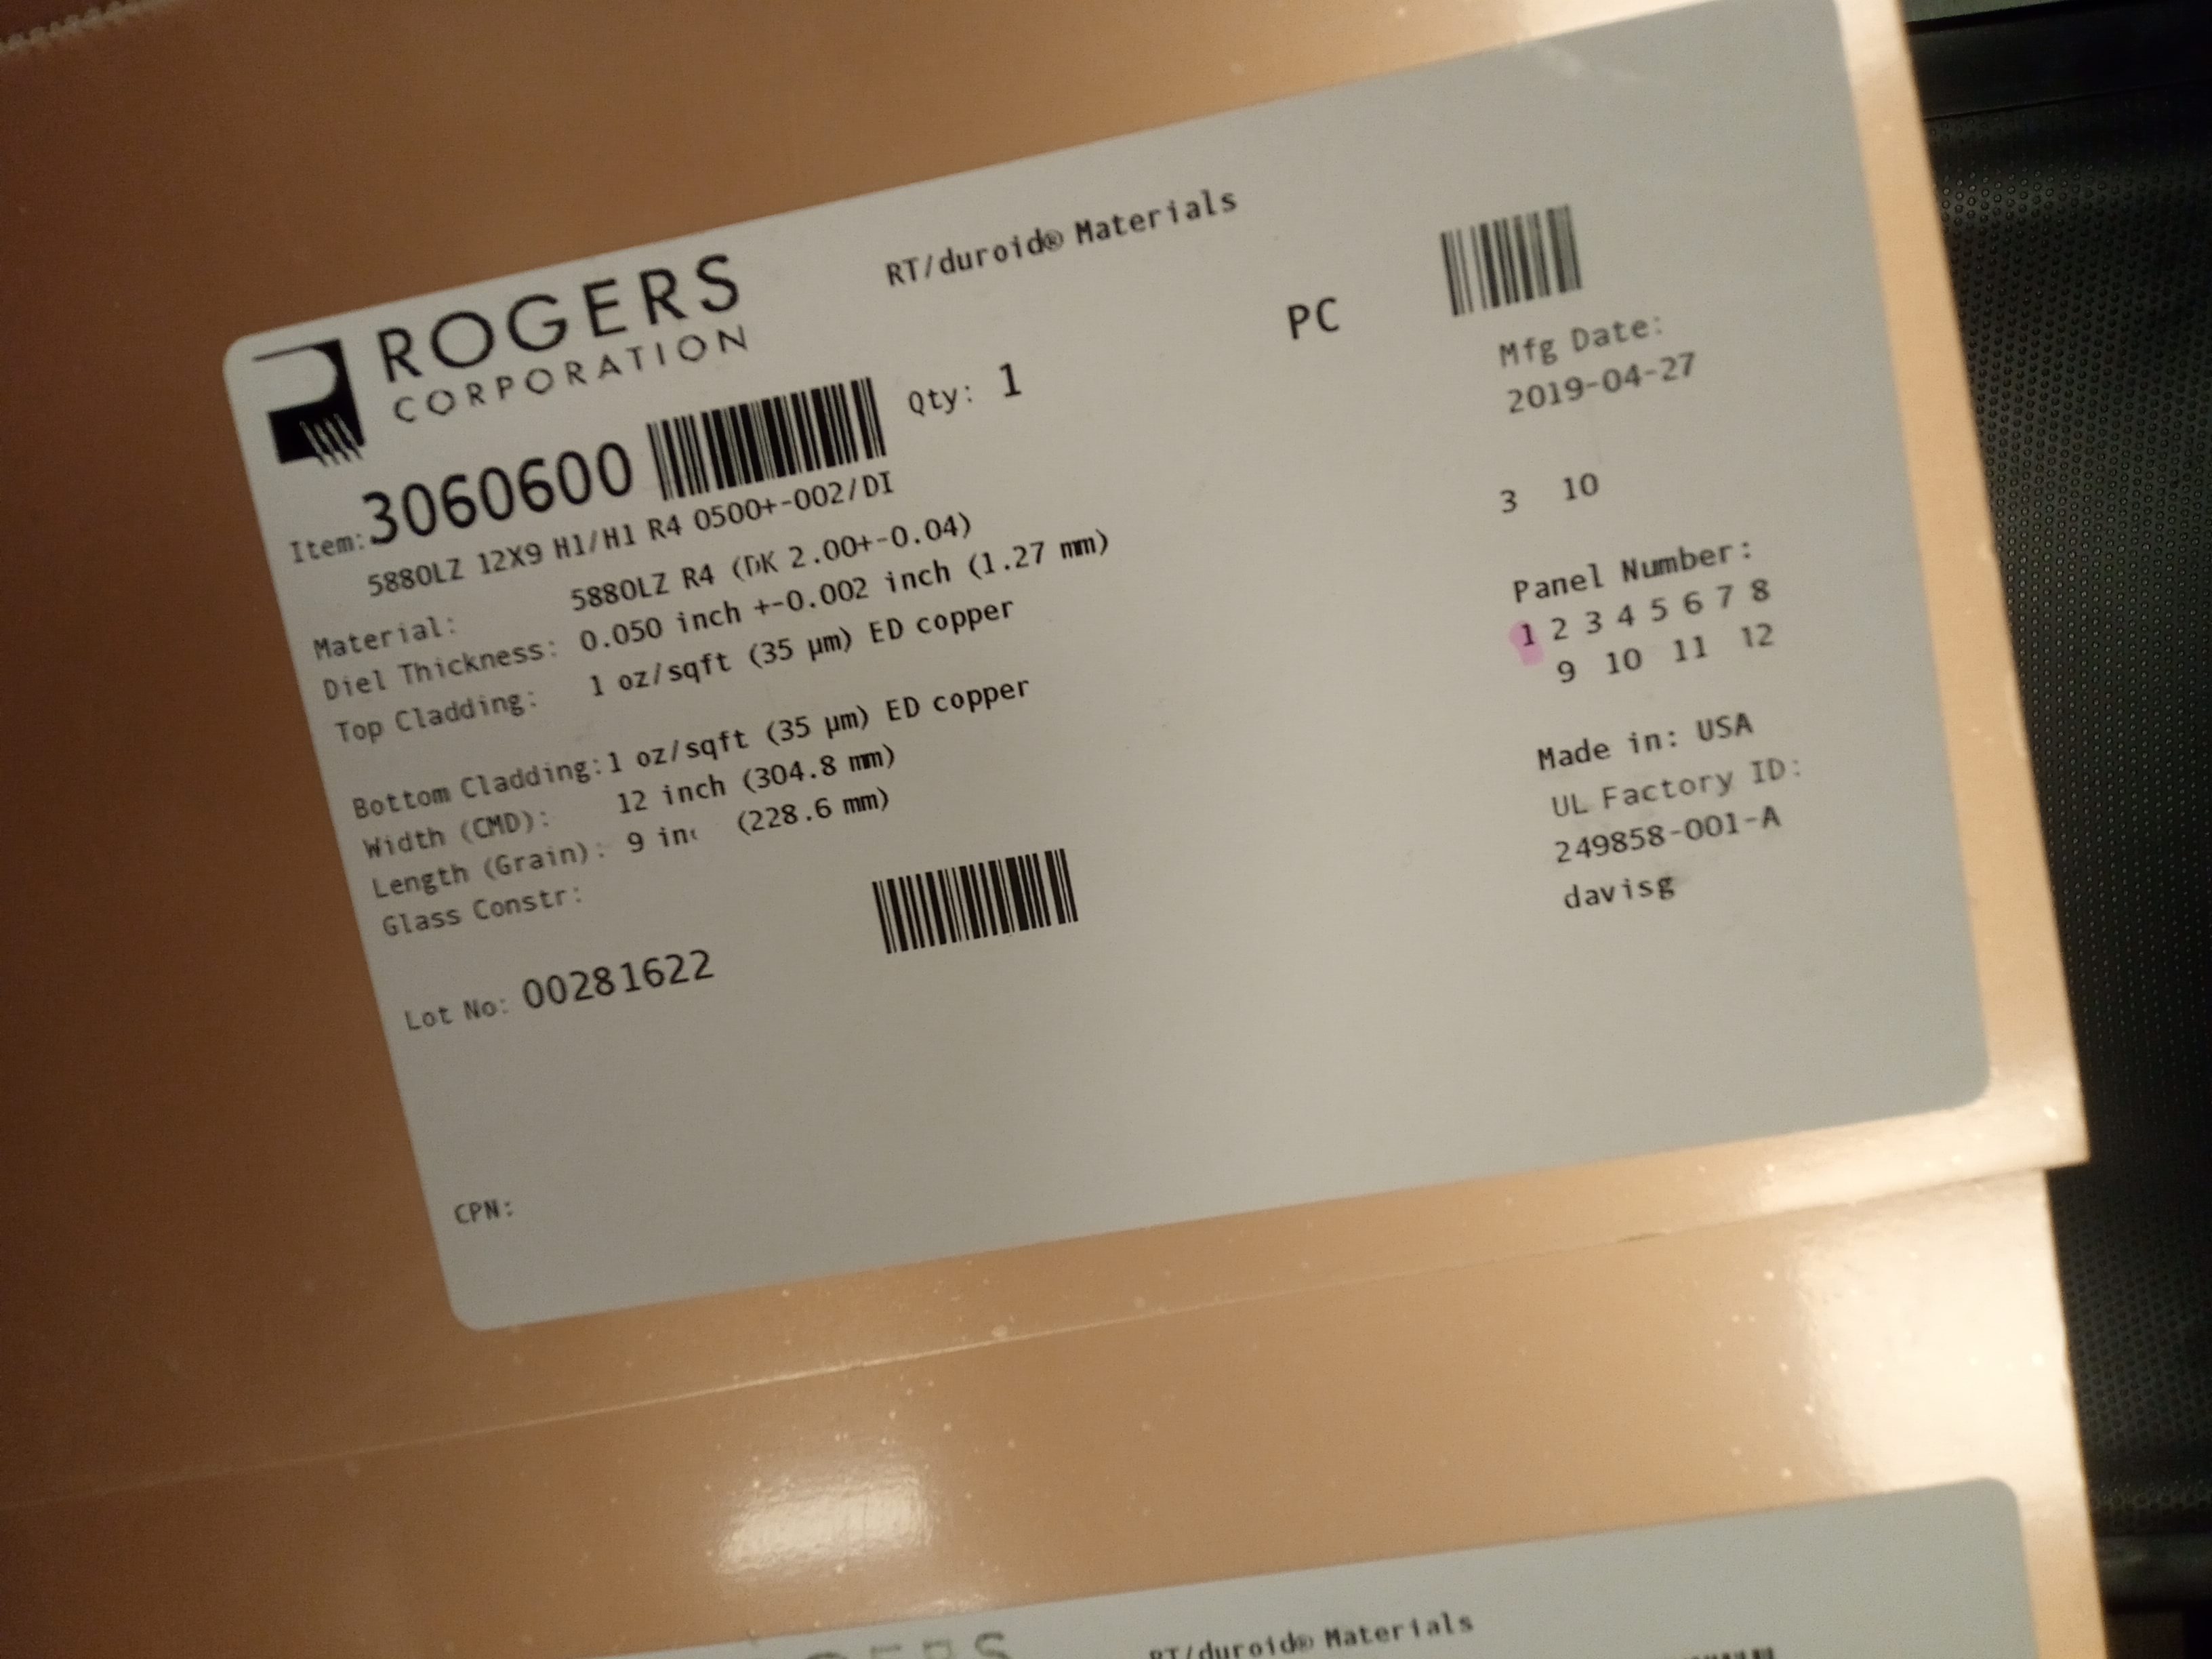 ROGERS
CORPORATION
RT/duroid® Materials
Item: 3060600
Qty: 1
PC
5880LZ 12X9 H1/H1 R4 0500+-002/DI
Material: 5880LZ R4 (DK 2.00+-0.04)
Diel Thickness: 0.050 inch +-0.002 inch (1.27 mm)
Top Cladding: 1 oz/sqft (35 µm) ED copper
Bottom Cladding: 1 oz/sqft (35 µm) ED copper
Width (CMD): 12 inch (304.8 mm)
Length (Grain): 9 (228.6 mm)
Glass Constr:
Lot No: 00281622
CPN:
Mfg Date:
2019-04-27
3 10
Panel Number:
1 2 3 4 5 6 7 8
9 10 11 12
Made in: USA
UL Factory ID:
249858-001-A
davisg
RT/duroid® Materials